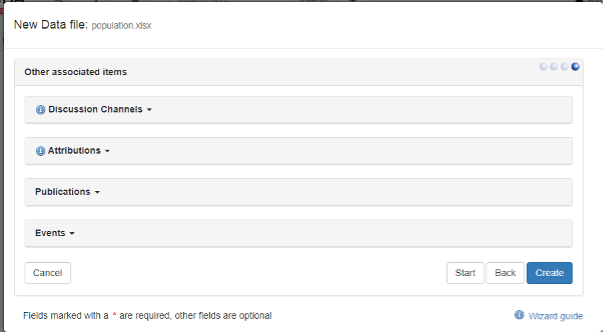 New Data file: population.xlsx
Other associated items
Discussion Channels
Attributions
Publications
Events
Cancel
Start
Back
Create
Fields marked with a * are required, other fields are optional
Wizard guide